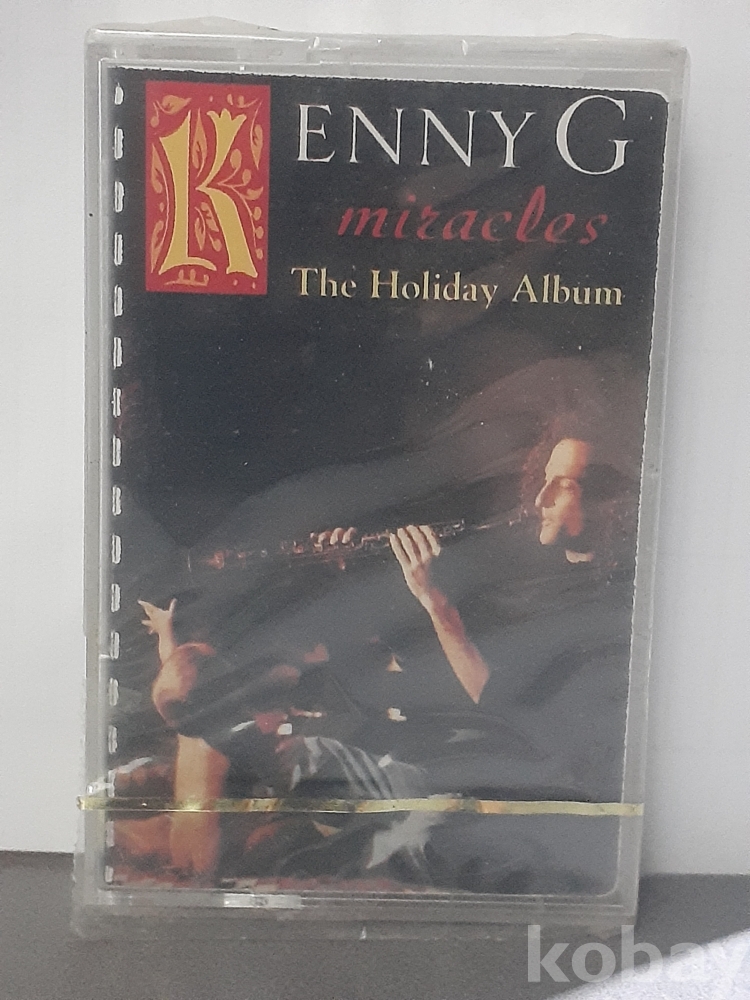 KENNY G
miracles
The Holiday Album
kobay